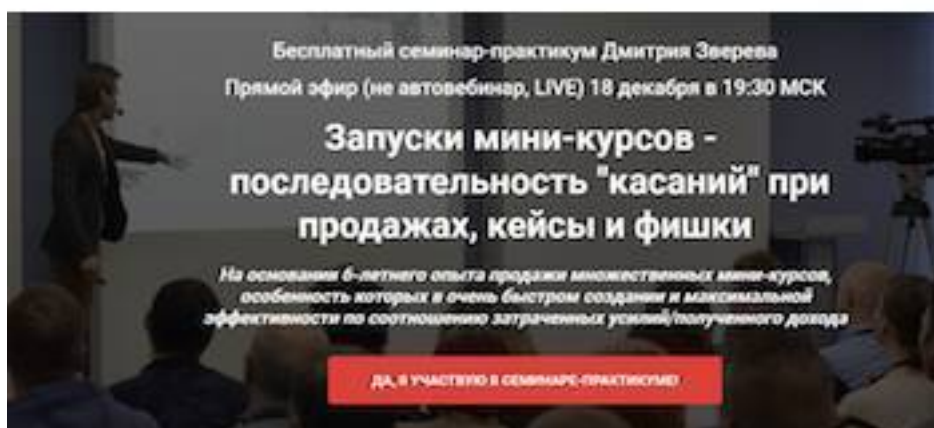 Бесплатный семинар-практикум Дмитрия Зверева
Прямой эфир (не автовебинар, LIVE) 18 декабря в 19:30 МСК
Запуски мини-курсов -
последовательность "касаний" при
продажах, кейсы и фишки
На основании 6-летнего опыта продажи множественных мини-курсов,
особенность которых в очень быстром создании и максимальной
эффективности по соотношению затраченных усилий/полученного дохода
ДА, Я УЧАСТВУЮ В СЕМИНАРЕ-ПРАКТИКУМЕ!